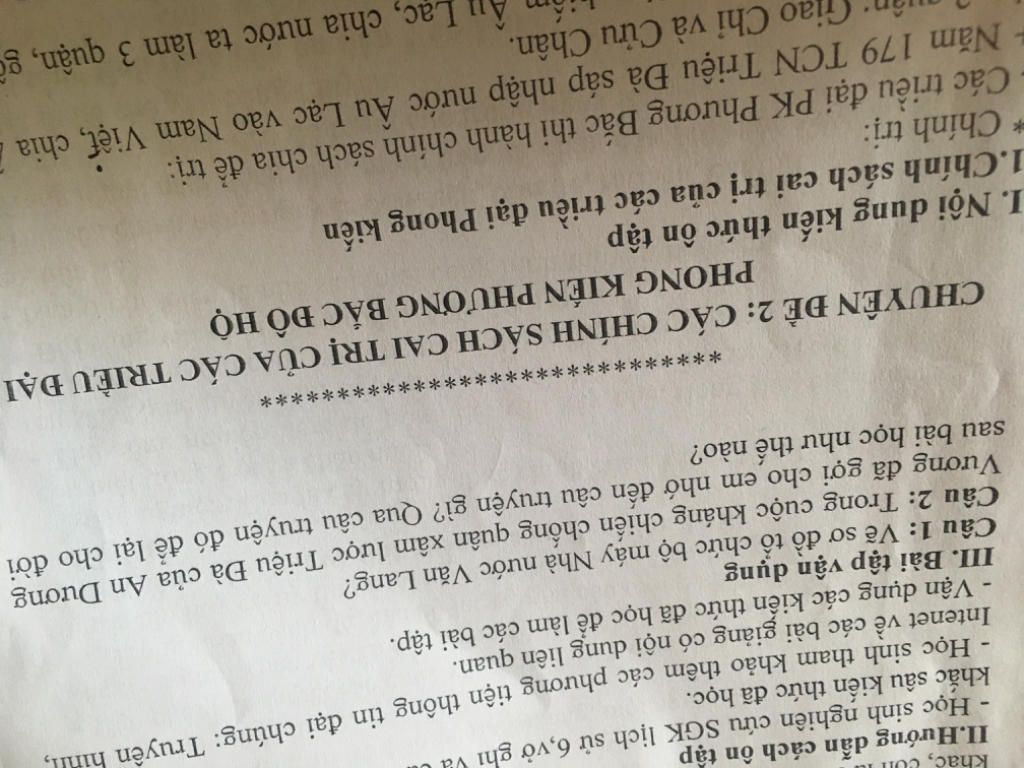 khác, còn
II.Hướng dẫn cách ôn tập
- Học sinh nghiên cứu SGK lịch sử 6,vở ghi và
khắc sâu kiến thức đã học.
- Học sinh tham khảo thêm các phương tiện thông tin đại chúng: Truyền hình,
Intenet về các bài giảng có nội dung liên quan.
- Vận dụng các kiến thức đã học để làm các bài tập.
III. Bài tập vận dụng
Câu 1: Vẽ sơ đồ tổ chức bộ máy Nhà nước Văn Lang?
Câu 2: Trong cuộc kháng chiến chống quân xâm lược Triệu Đà của An Dương
Vương đã gợi cho em nhớ đến câu truyện gì? Qua câu truyện đó để lại cho đời
sau bài học như thế nào?
******************************
CHUYÊN ĐỀ 2: CÁC CHÍNH SÁCH CAI TRỊ CỦA CÁC TRIỀU ĐẠI
PHONG KIẾN PHƯƠNG BẮC ĐÔ HỘ
I. Nội dung kiến thức ôn tập
1.Chính sách cai trị của các triều đại Phong kiến
* Chính trị:
- Các triều đại PK Phương Bắc thi hành chính sách chia để trị:
+ Năm 179 TCN Triệu Đà sáp nhập nước Âu Lạc vào Nam Việt, chia
quận: Giao Chỉ và Cửu Chân.
Âu Lạc, chia nước ta làm 3 quận,